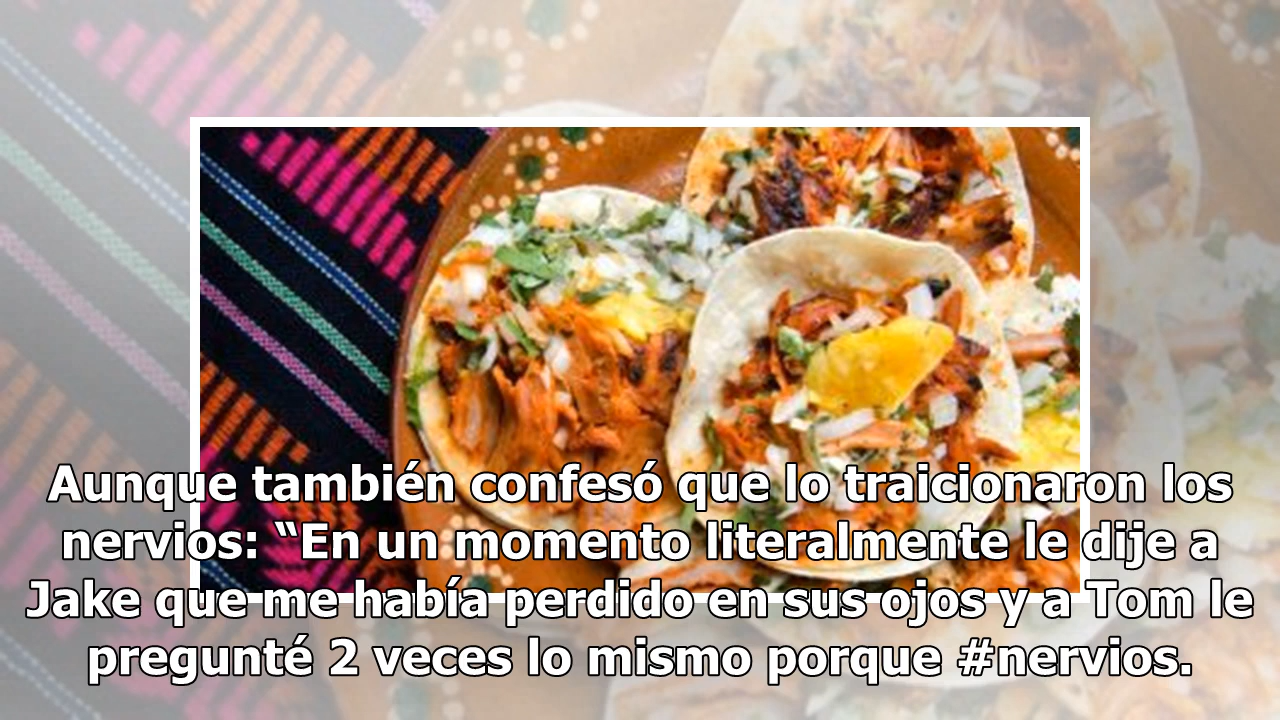 Aunque también confesó que lo traicionaron los
nervios: “En un momento literalmente le dije a
Jake que me había perdido en sus ojos y a Tom le
pregunté 2 veces lo mismo porque #nervios.